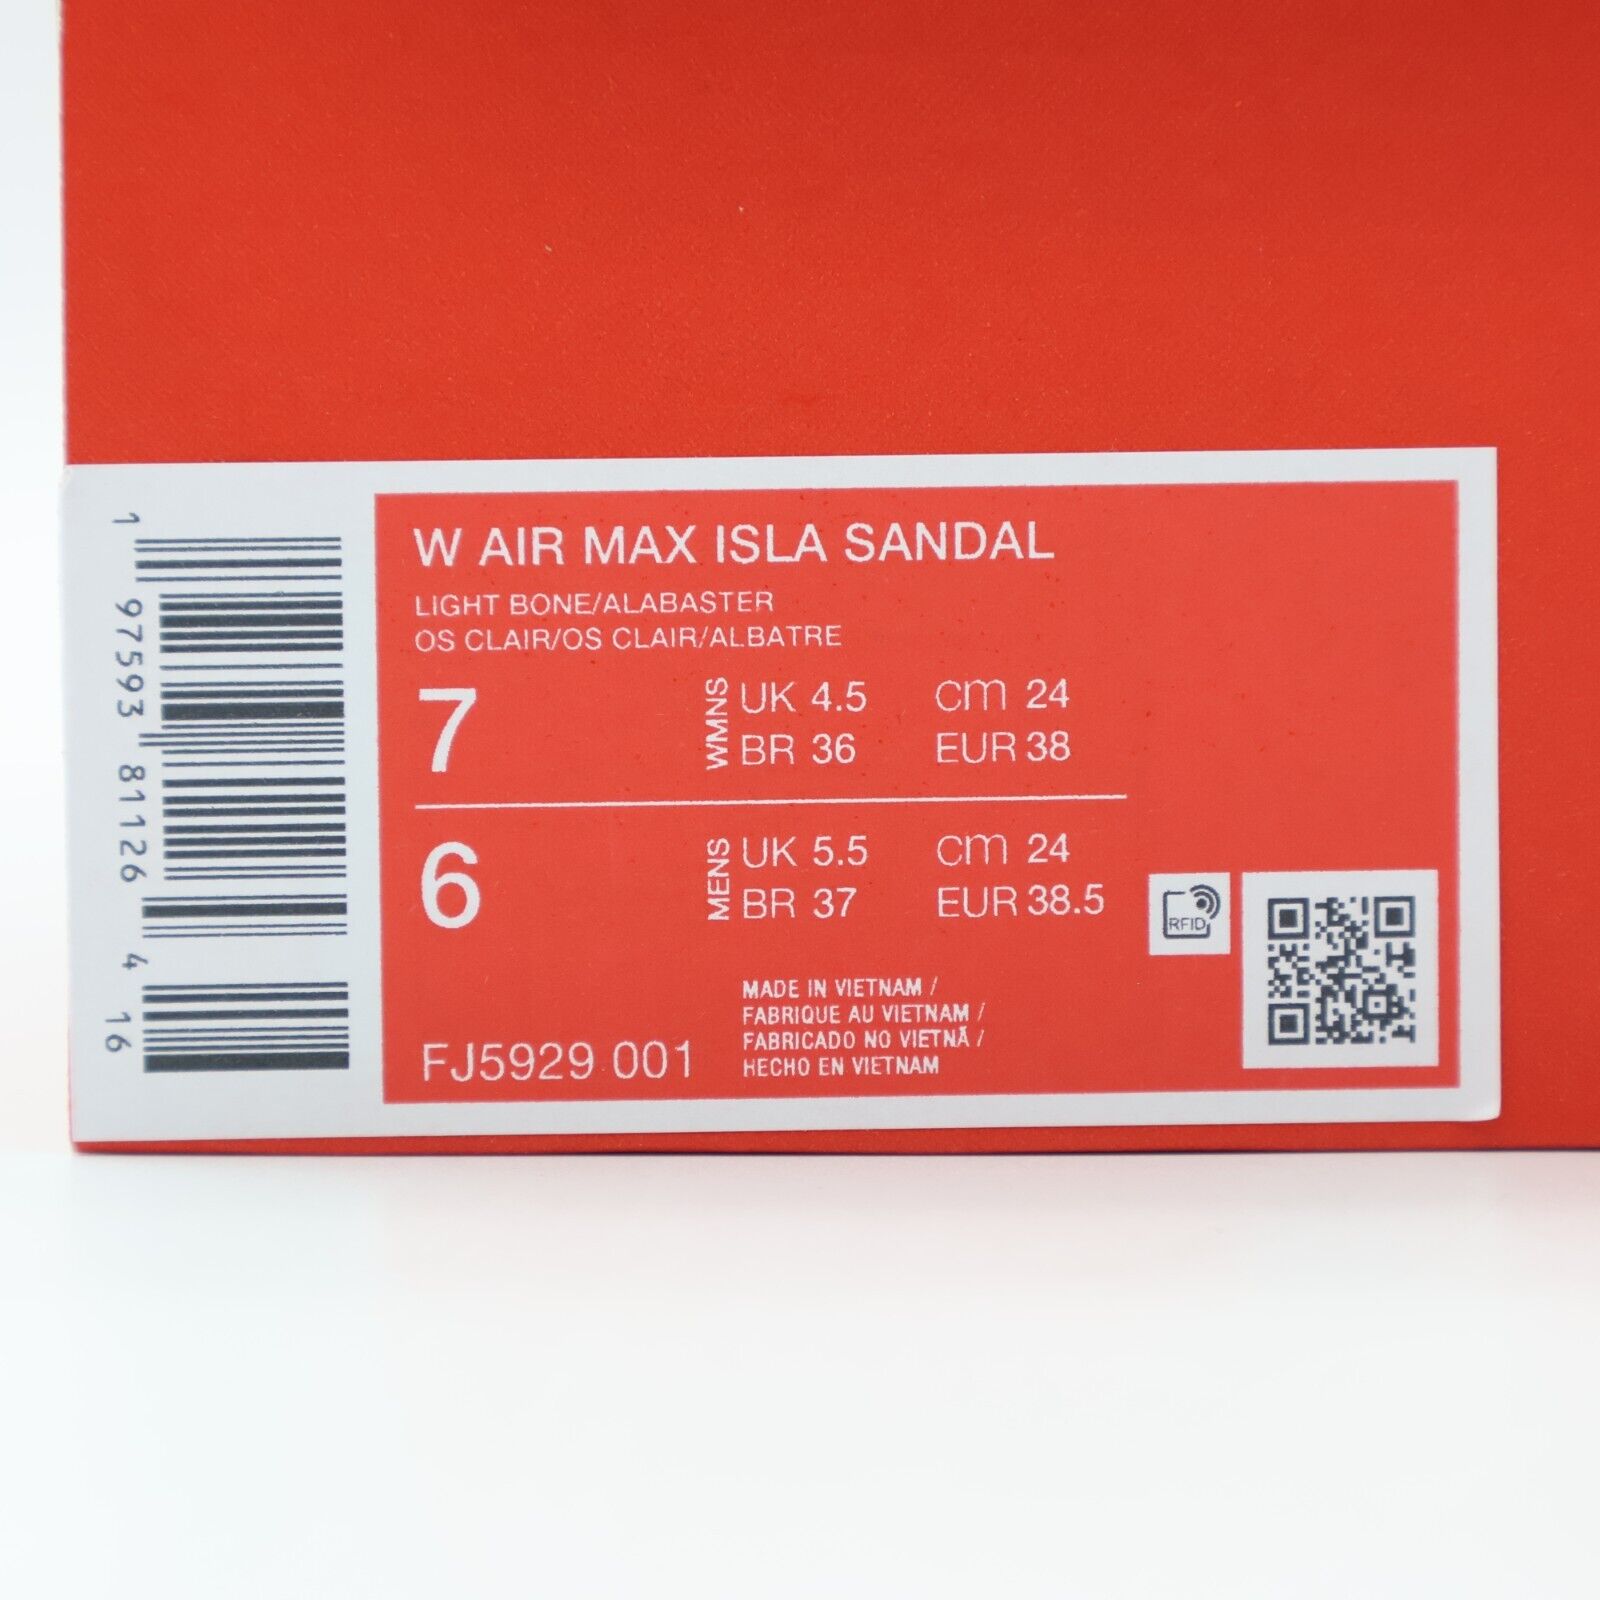 W AIR MAX ISLA SANDAL
LIGHT BONE/ALABASTER
OS CLAIR/OS CLAIR/ALBATRE
7 WMNS UK 4.5 cm 24
BR 36 EUR 38
6 MENS UK 5.5 cm 24
BR 37 EUR 38.5
RFID
MADE IN VIETNAM /
FABRIQUE AU VIETNAM /
FABRICADO NO VIETNÃ /
HECHO EN VIETNAM
FJ5929 001
1 97593 81126 4 16